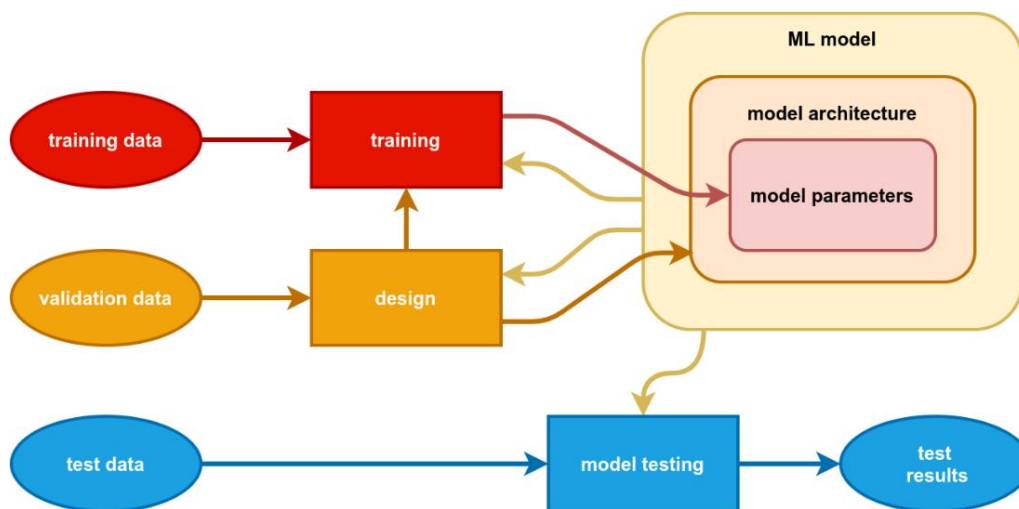 ML model
model architecture
training data
training
model parameters
validation data
design
test data
model testing
test
results